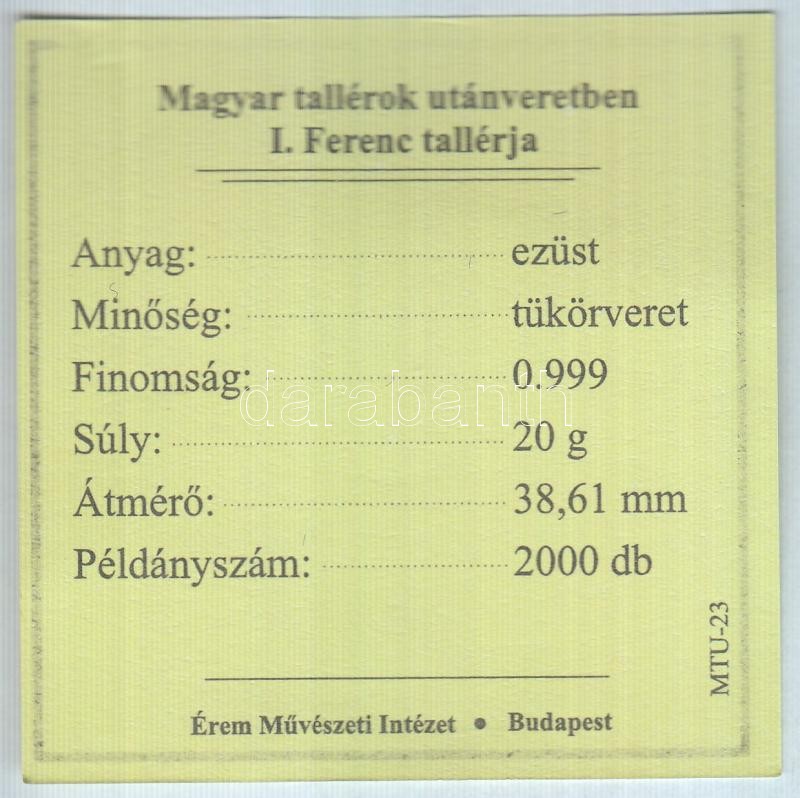 Magyar tallérok utánveretben
I. Ferenc tallérja
Anyag: ezüst
Minőség: tükörveret
Finomság: 0.999
darabanth
Súly: 20 g
Átmérő: 38,61 mm
Példányszám: 2000 db
MTU-23
Érem Művészeti Intézet • Budapest